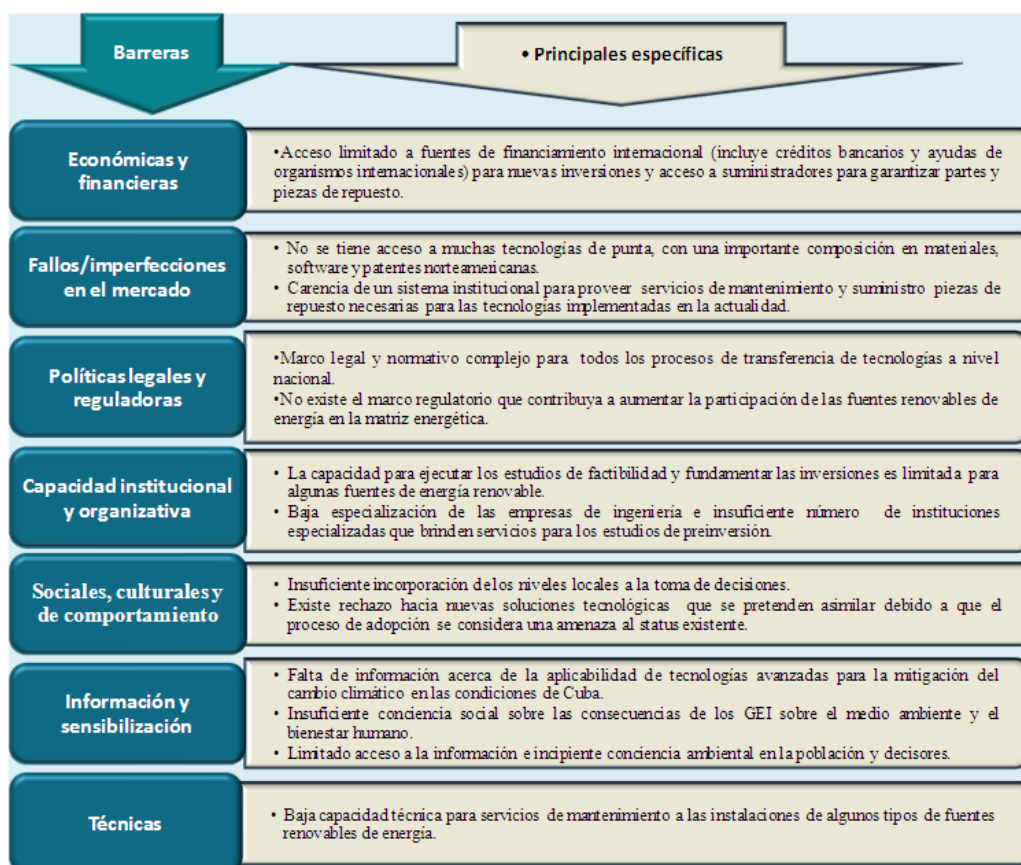 Barreras
• Principales específicas
Económicas y
financieras
•Acceso limitado a fuentes de financiamiento internacional (incluye créditos bancarios y ayudas de
organismos internacionales) para nuevas inversiones y acceso a suministradores para garantizar partes y
piezas de repuesto.
Fallos/imperfecciones
en el mercado
• No se tiene acceso a muchas tecnologías de punta, con una importante composición en materiales,
software y patentes norteamericanas.
• Carencia de un sistema institucional para proveer servicios de mantenimiento y suministro piezas de
repuesto necesarias para las tecnologías implementadas en la actualidad.
Políticas legales y
reguladoras
•Marco legal y normativo complejo para todos los procesos de transferencia de tecnologías a nivel
nacional.
•No existe el marco regulatorio que contribuya a aumentar la participación de las fuentes renovables de
energía en la matriz energética.
Capacidad institucional
y organizativa
• La capacidad para ejecutar los estudios de factibilidad y fundamentar las inversiones es limitada para
algunas fuentes de energía renovable.
• Baja especialización de las empresas de ingeniería e insuficiente número de instituciones
especializadas que brinden servicios para los estudios de preinversión.
Sociales, culturales y
de comportamiento
• Insuficiente incorporación de los niveles locales a la toma de decisiones.
• Existe rechazo hacia nuevas soluciones tecnológicas que se pretenden asimilar debido a que el
proceso de adopción se considera una amenaza al status existente.
Información y
sensibilización
• Falta de información acerca de la aplicabilidad de tecnologías avanzadas para la mitigación del
cambio climático en las condiciones de Cuba.
• Insuficiente conciencia social sobre las consecuencias de los GEI sobre el medio ambiente y el
bienestar humano.
• Limitado acceso a la información e incipiente conciencia ambiental en la población y decisores.
Técnicas
• Baja capacidad técnica para servicios de mantenimiento a las instalaciones de algunos tipos de fuentes
renovables de energía.